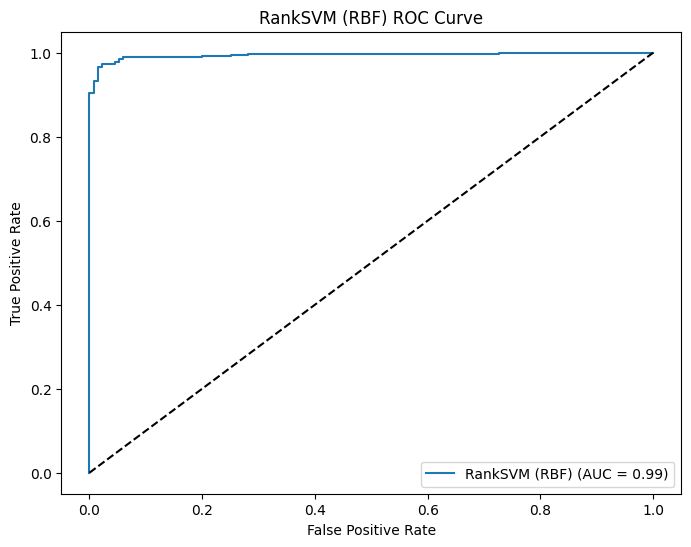 RankSVM (RBF) ROC Curve
True Positive Rate
1.0
0.8
0.6
0.4
0.2
0.0
RankSVM (RBF) (AUC = 0.99)
0.0 0.2 0.4 0.6 0.8 1.0
False Positive Rate